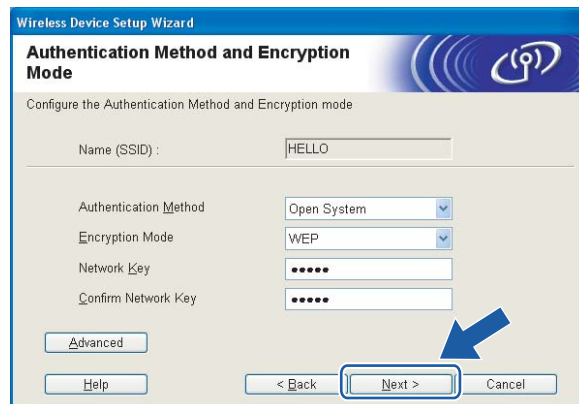 Wireless Device Setup Wizard
Authentication Method and Encryption
Mode
Configure the Authentication Method and Encryption mode
Name (SSID) : HELLO
Authentication Method Open System
Encryption Mode WEP
Network Key •••••
Confirm Network Key •••••
Advanced
Help < Back Next > Cancel